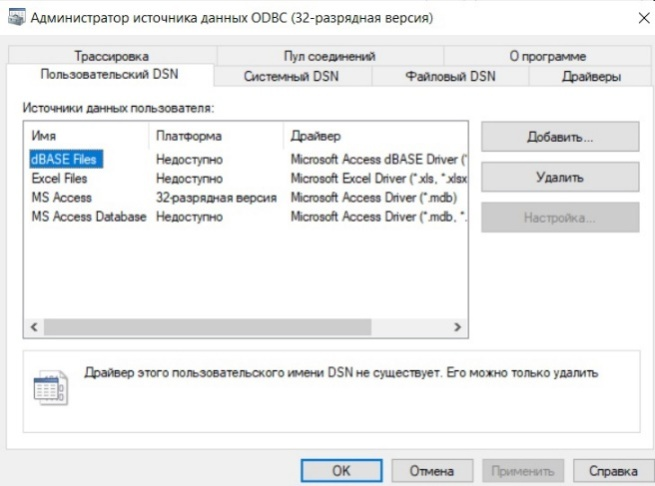 Администратор источника данных ODBC (32-разрядная версия)
Трассировка Пул соединений О программе
Пользовательский DSN Системный DSN Файловый DSN Драйверы
Источники данных пользователя:
Имя Платформа Драйвер
dBASE Files Недоступно Microsoft Access dBASE Driver (*
Excel Files Недоступно Microsoft Excel Driver (*.xls, *.xlsx
MS Access 32-разрядная версия Microsoft Access Driver (*.mdb)
MS Access Database Недоступно Microsoft Access Driver (*.mdb, *.
Добавить...
Удалить
Настройка...
Драйвер этого пользовательского имени DSN не существует. Его можно только удалить
OK Отмена Применить Справка